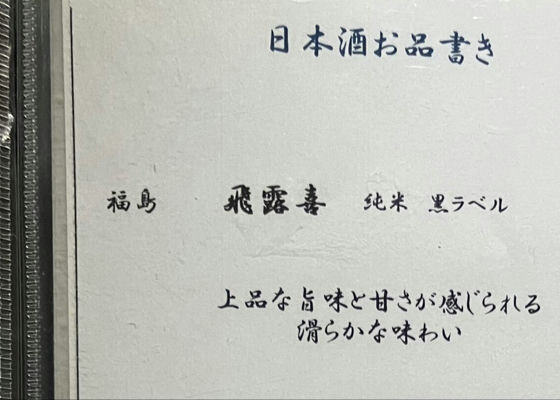 日本酒お品書き
福島 飛露喜 純米 黒ラベル
上品な旨味と甘さが感じられる
滑らかな味わい